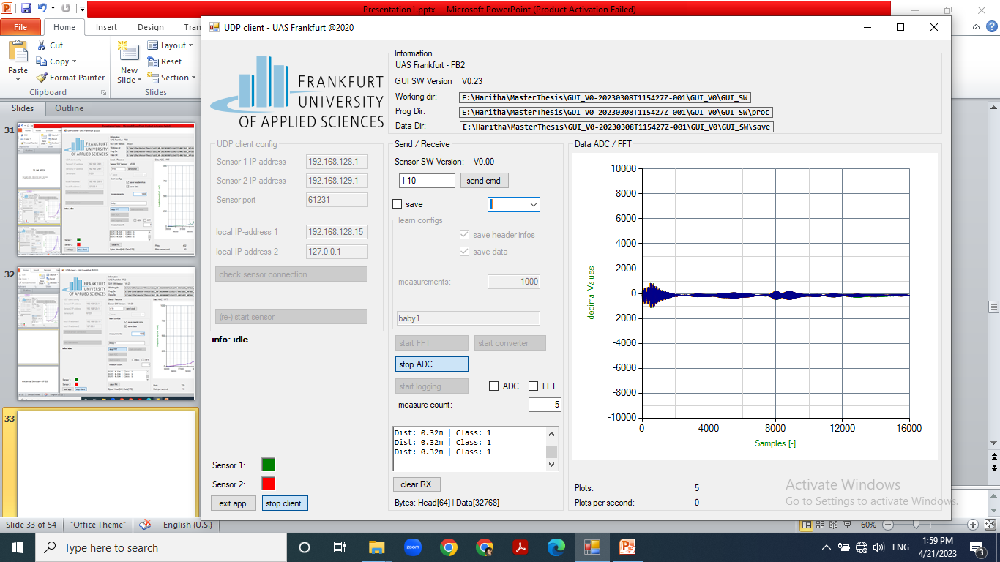 Presentation1.pptx - Microsoft PowerPoint (Product Activation Failed)
File Home Insert Design Tran
Paste
Cut
Copy
Format Painter
Clipboard
New
Slide
Layout
Reset
Section
Slides
Slides Outline
31
32
33
UDP client - UAS Frankfurt @2020
FRANKFURT
UNIVERSITY
OF APPLIED SCIENCES
Information
UAS Frankfurt - FB2
GUI SW Version V0.23
Working dir: E:\Haritha\MasterThesis\GUI_V0-20230308T115427Z-001\GUI_V0\GUI_SW
Prog Dir: E:\Haritha\MasterThesis\GUI_V0-20230308T115427Z-001\GUI_V0\GUI_SW\proc
Data Dir: E:\Haritha\MasterThesis\GUI_V0-20230308T115427Z-001\GUI_V0\GUI_SW\save
UDP client config
Sensor 1 IP-address 192.168.128.1
Sensor 2 IP-address 192.168.129.1
Sensor port 61231
local IP-address 1 192.168.128.15
local IP-address 2 127.0.0.1
check sensor connection
(re-) start sensor
info: idle
Sensor 1:
Sensor 2:
exit app stop client
Send / Receive
Sensor SW Version: V0.00
-l 10 send cmd
save
learn configs
save header infos
save data
measurements: 1000
baby1
start FFT start converter
stop ADC
start logging ADC FFT
measure count: 5
Dist: 0.32m | Class: 1
Dist: 0.32m | Class: 1
Dist: 0.32m | Class: 1
clear RX
Bytes: Head[64] | Data[32768]
Data ADC / FFT
decimal Values
10000
8000
6000
4000
2000
0
-2000
-4000
-6000
-8000
-10000
0 4000 8000 12000 16000
Samples [-]
Plots: 5
Plots per second: 0
Activate Windows
Go to Settings to activate Windows.
Slide 33 of 54 "Office Theme" English (U.S.) 60%
Type here to search
zoom
ENG
1:59 PM
4/21/2023
3